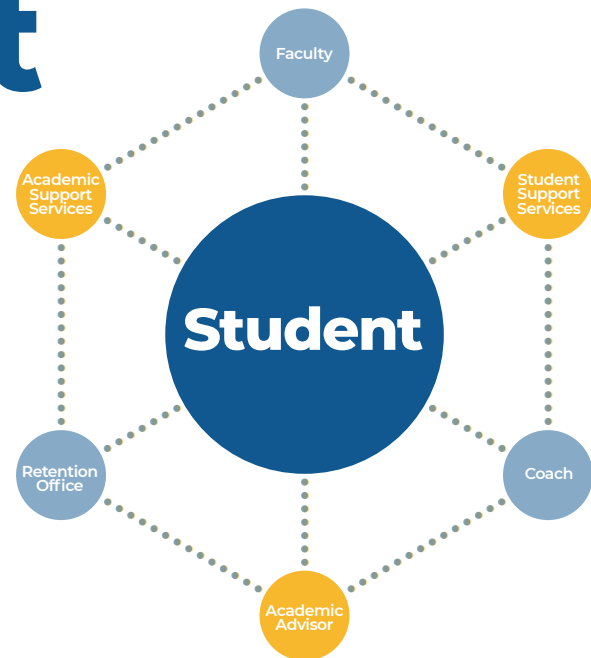 t
Faculty
Academic
Support
Services
Student
Support
Services
Student
Retention
Office
Coach
Academic
Advisor